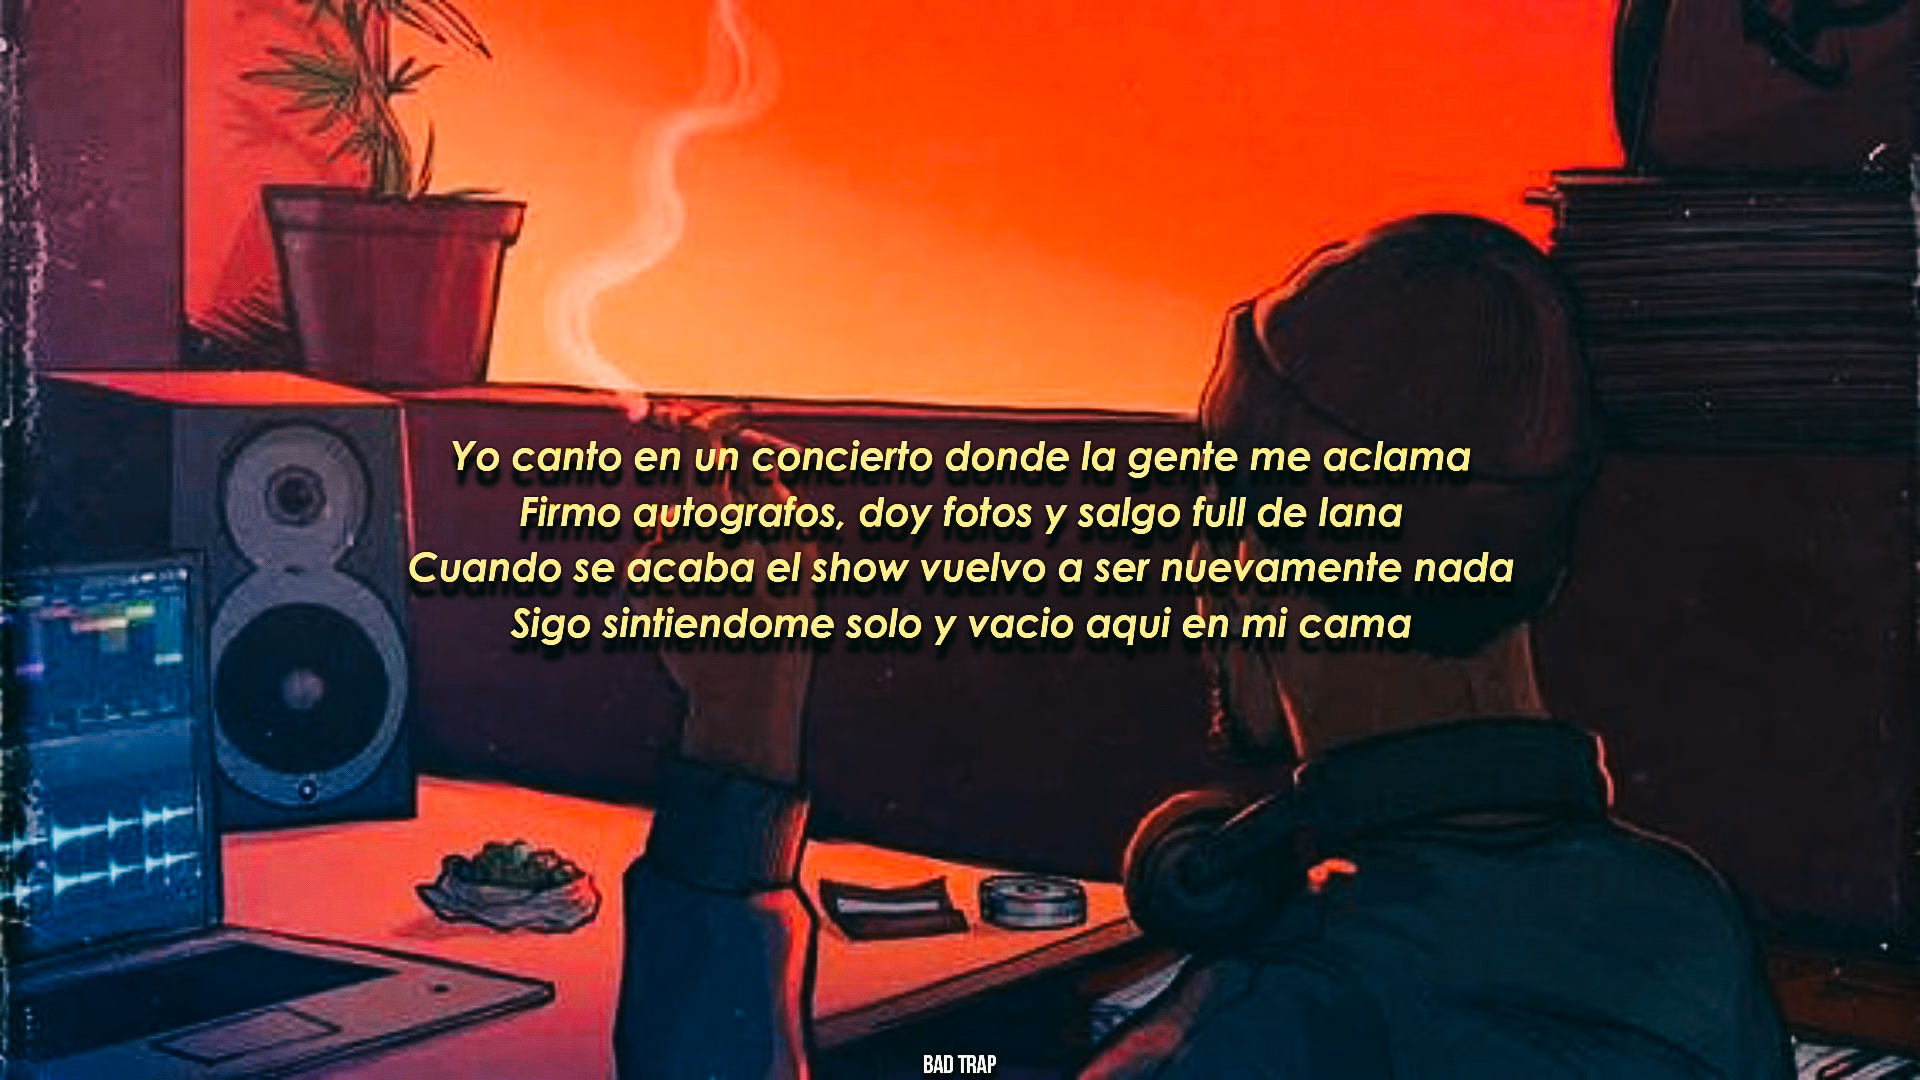 Yo canto en un concierto donde la gente me aclama
Firmo autografos, doy fotos y salgo full de lana
Cuando se acaba el show vuelvo a ser nuevamente nada
Sigo sintiendome solo y vacio aqui en mi cama
BAD TRAP